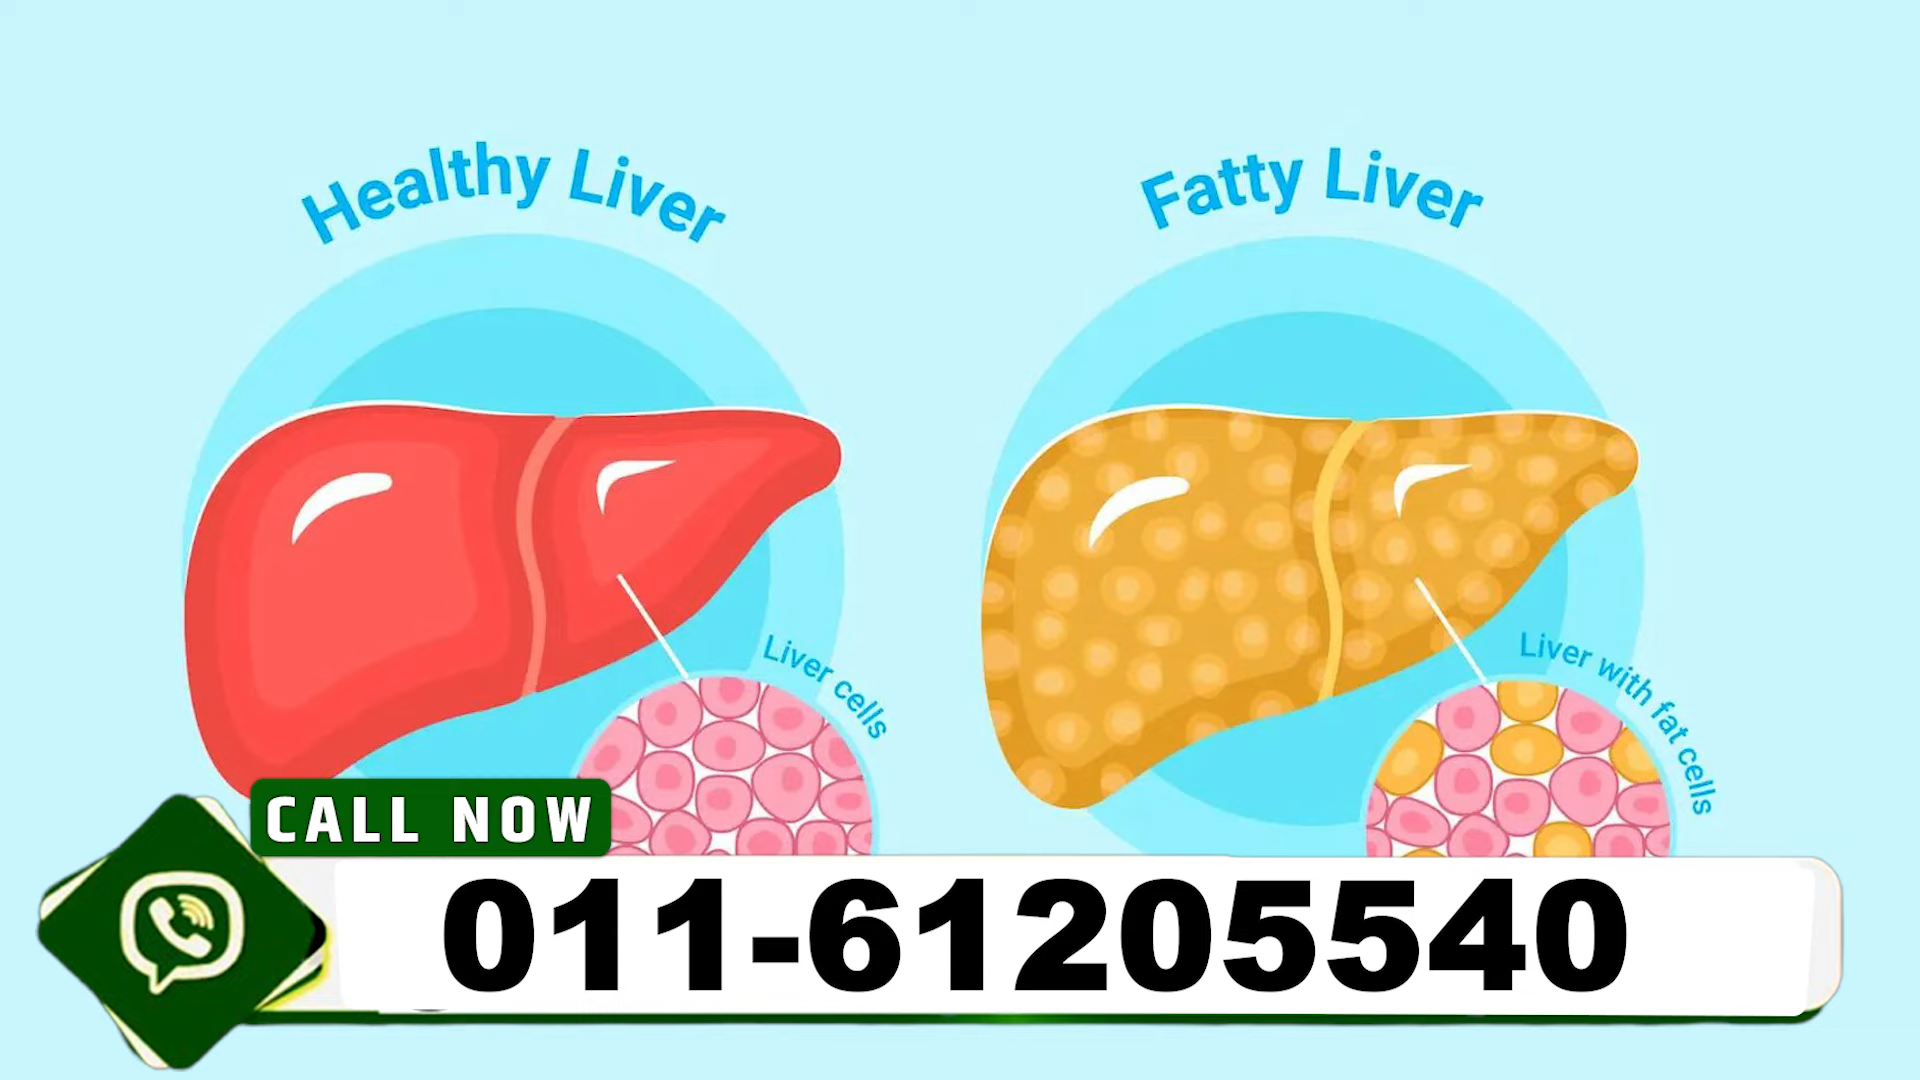 Healthy Liver
Fatty Liver
Liver cells
Liver with fat cells
CALL NOW
011-61205540